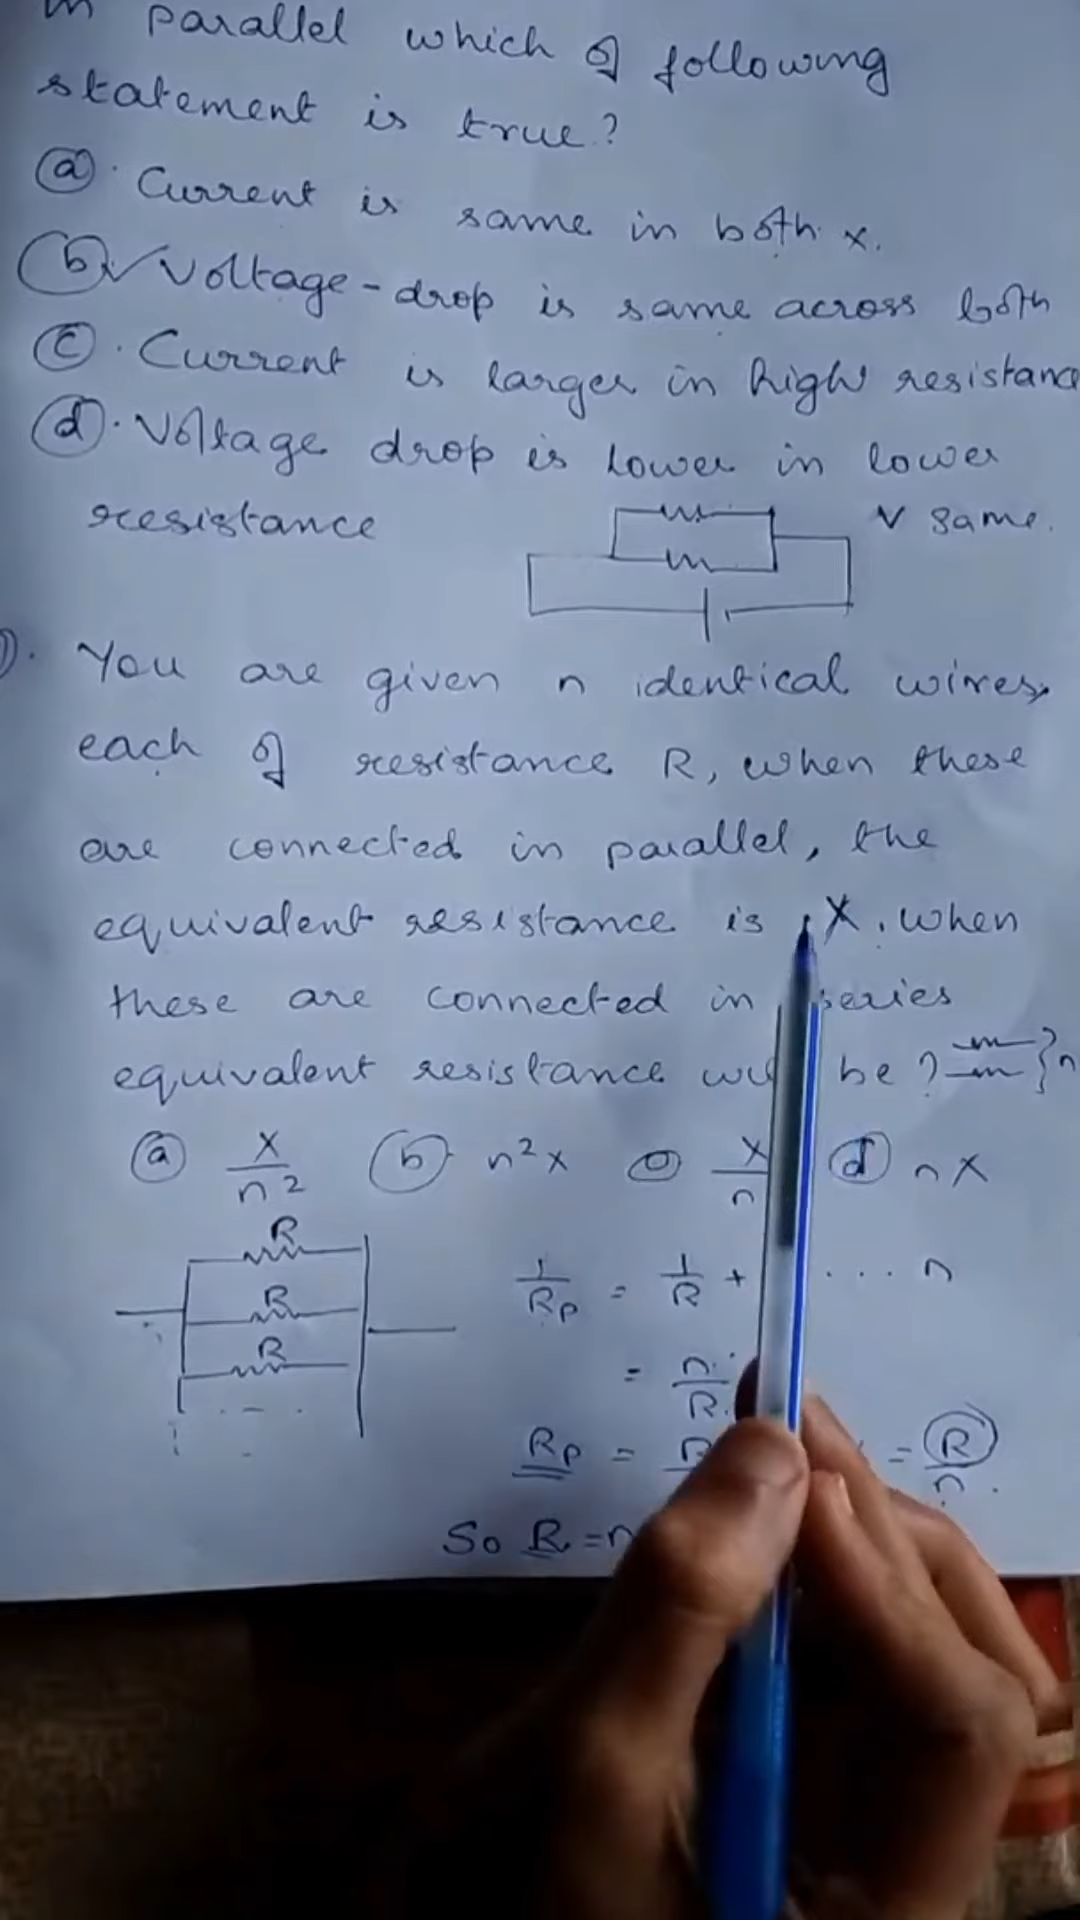 in parallel which of following
statement is true?
(a). Current is same in both x.
(b)✓ Voltage-drop is same across both
(c). Current is larger in high resistance
(d). Voltage drop is lower in lower
resistance
V same.
You are given n identical wires,
each of resistance R, when these
are connected in parallel, the
equivalent resistance is X. when
these are connected in series
equivalent resistance be? n
(a) X/n² (b) n²x X/n (d) nX
R
R
R
1/Rp = 1/R + .... n
= n/R
Rp = = R/n.
So R = n